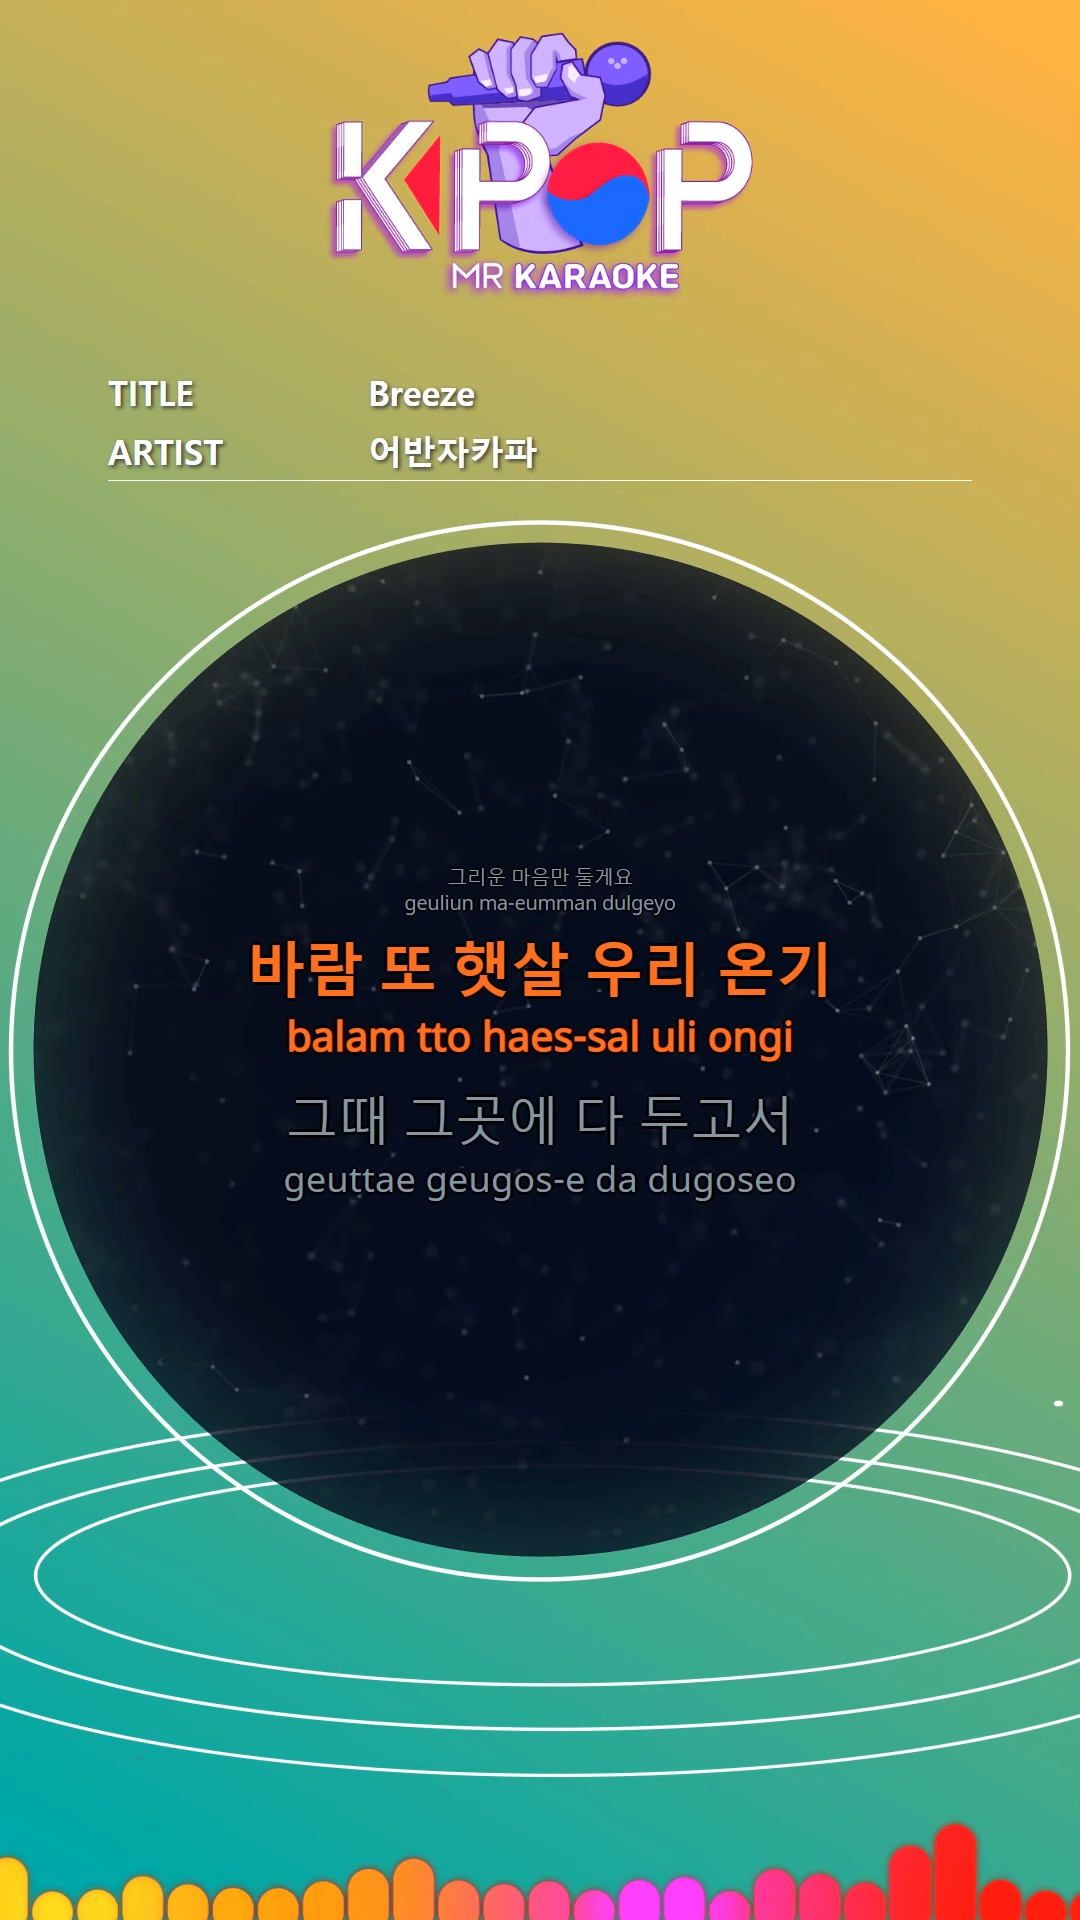 KPOP
MR KARAOKE
TITLE Breeze
ARTIST 어반자카파
그리운 마음만 둘게요
geuliun ma-eumman dulgeyo
바람 또 햇살 우리 온기
balam tto haes-sal uli ongi
그때 그곳에 다 두고서
geuttae geugos-e da dugoseo